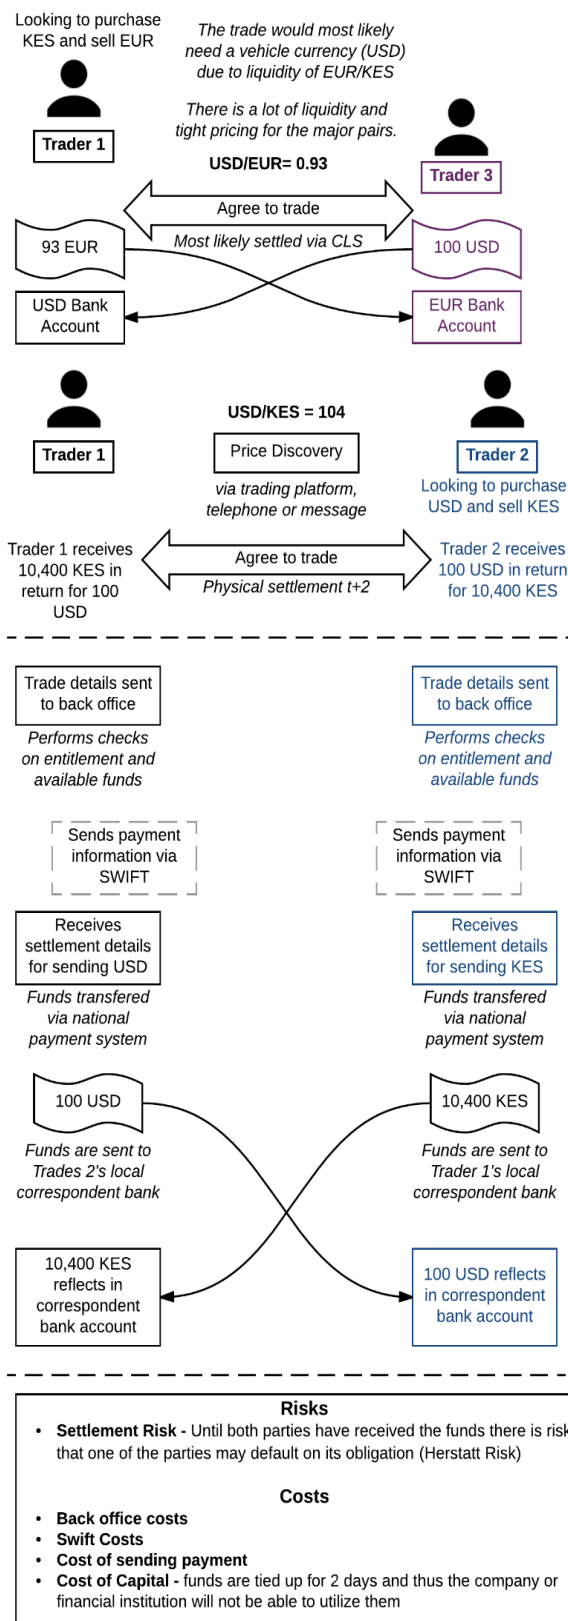 Looking to purchase
KES and sell EUR
The trade would most likely
need a vehicle currency (USD)
due to liquidity of EUR/KES
There is a lot of liquidity and
tight pricing for the major pairs.
Trader 1
USD/EUR= 0.93
Trader 3
Agree to trade
Most likely settled via CLS
93 EUR
100 USD
USD Bank
Account
EUR Bank
Account
USD/KES = 104
Trader 1
Price Discovery
Trader 2
via trading platform,
telephone or message
Looking to purchase
USD and sell KES
Trader 1 receives
10,400 KES in
return for 100
USD
Agree to trade
Physical settlement t+2
Trader 2 receives
100 USD in return
for 10,400 KES
Trade details sent
to back office
Performs checks
on entitlement and
available funds
Trade details sent
to back office
Performs checks
on entitlement and
available funds
Sends payment
information via
SWIFT
Sends payment
information via
SWIFT
Receives
settlement details
for sending USD
Funds transfered
via national
payment system
Receives
settlement details
for sending KES
Funds transfered
via national
payment system
100 USD
Funds are sent to
Trades 2's local
correspondent bank
10,400 KES
Funds are sent to
Trader 1's local
correspondent bank
10,400 KES
reflects in
correspondent
bank account
100 USD reflects
in correspondent
bank account
Risks
• Settlement Risk - Until both parties have received the funds there is risk
that one of the parties may default on its obligation (Herstatt Risk)
Costs
• Back office costs
• Swift Costs
• Cost of sending payment
• Cost of Capital - funds are tied up for 2 days and thus the company or
financial institution will not be able to utilize them